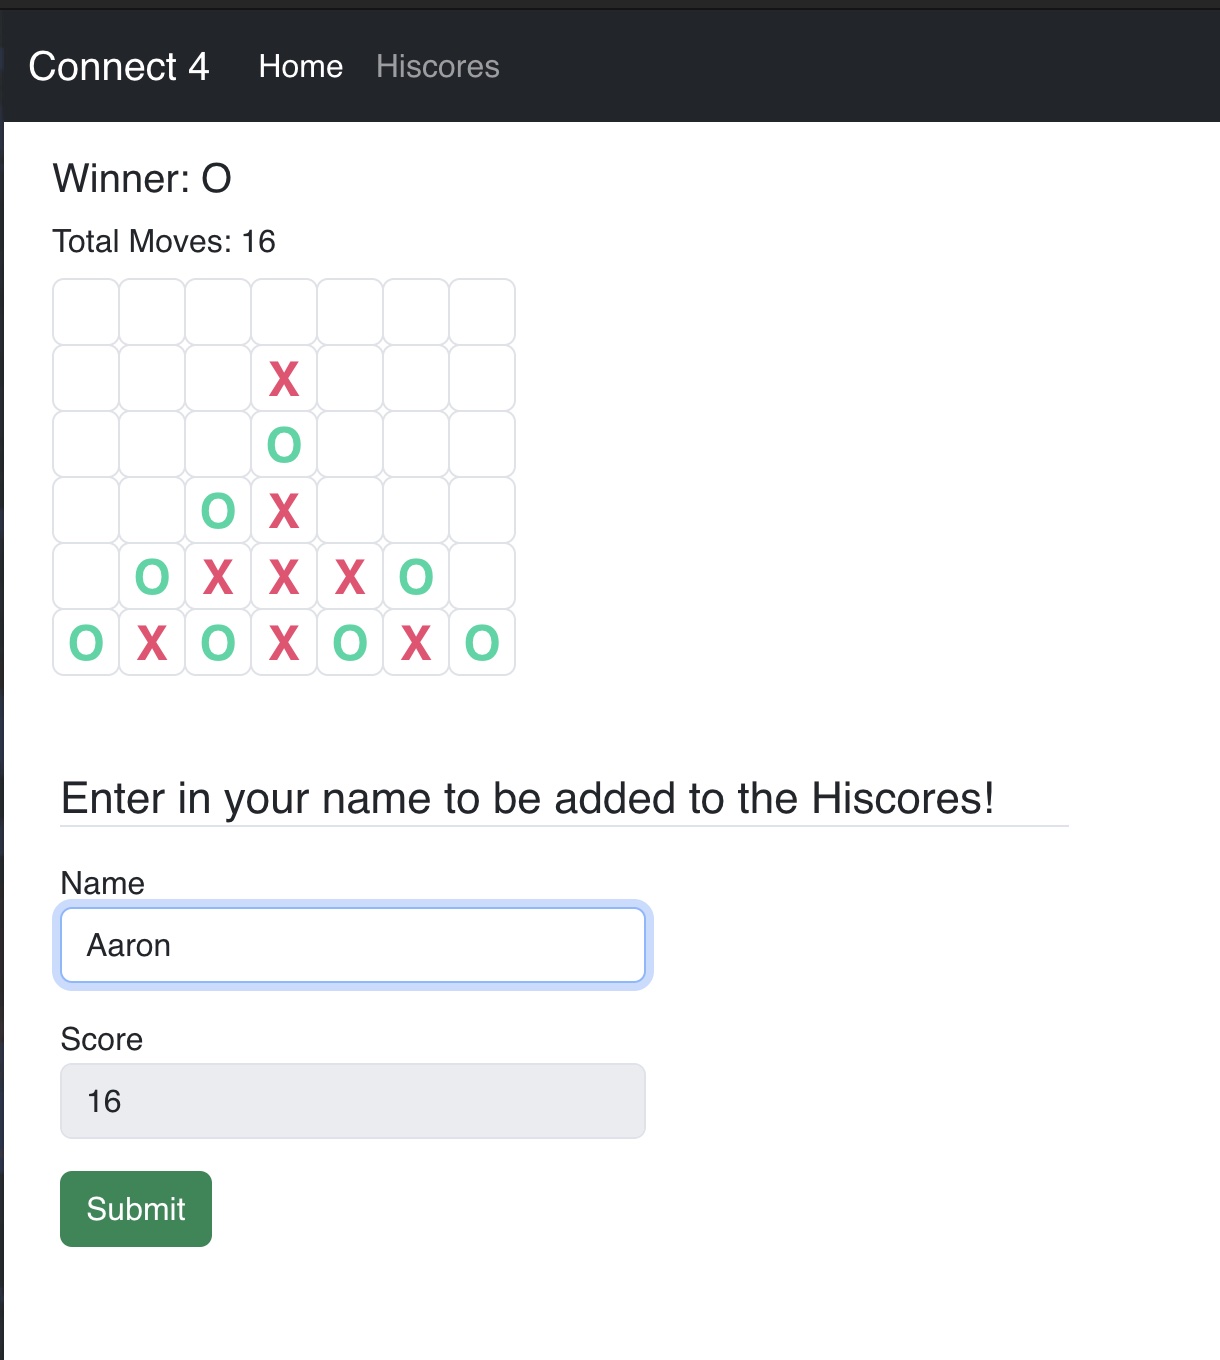 Connect 4 Home Hiscores
Winner: O
Total Moves: 16
X
O
O X
O X X X O
O X O X O X O
Enter in your name to be added to the Hiscores!
Name
Aaron
Score
16
Submit